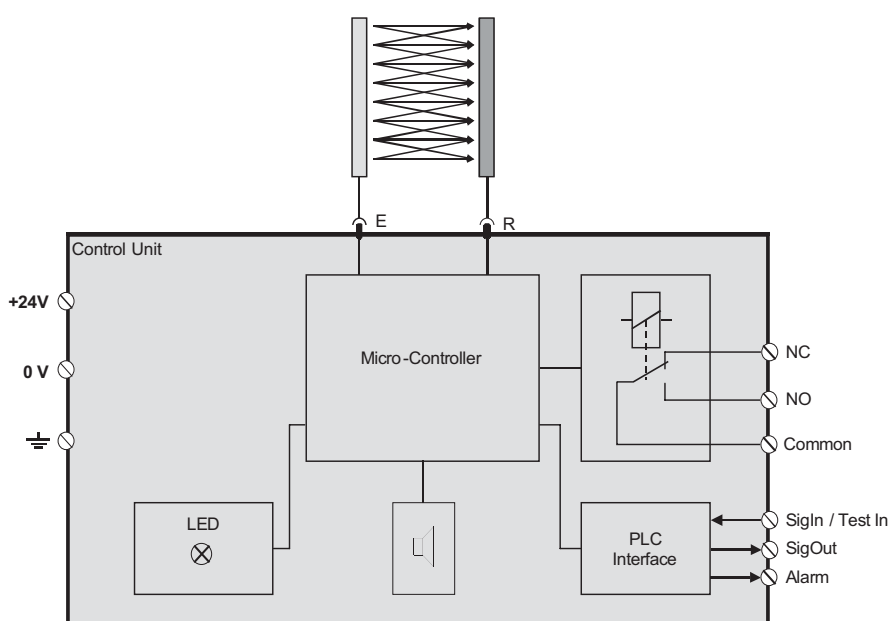 E
R
Control Unit
+24V
0 V
Micro-Controller
NC
NO
Common
LED
PLC
Interface
SigIn / Test In
SigOut
Alarm